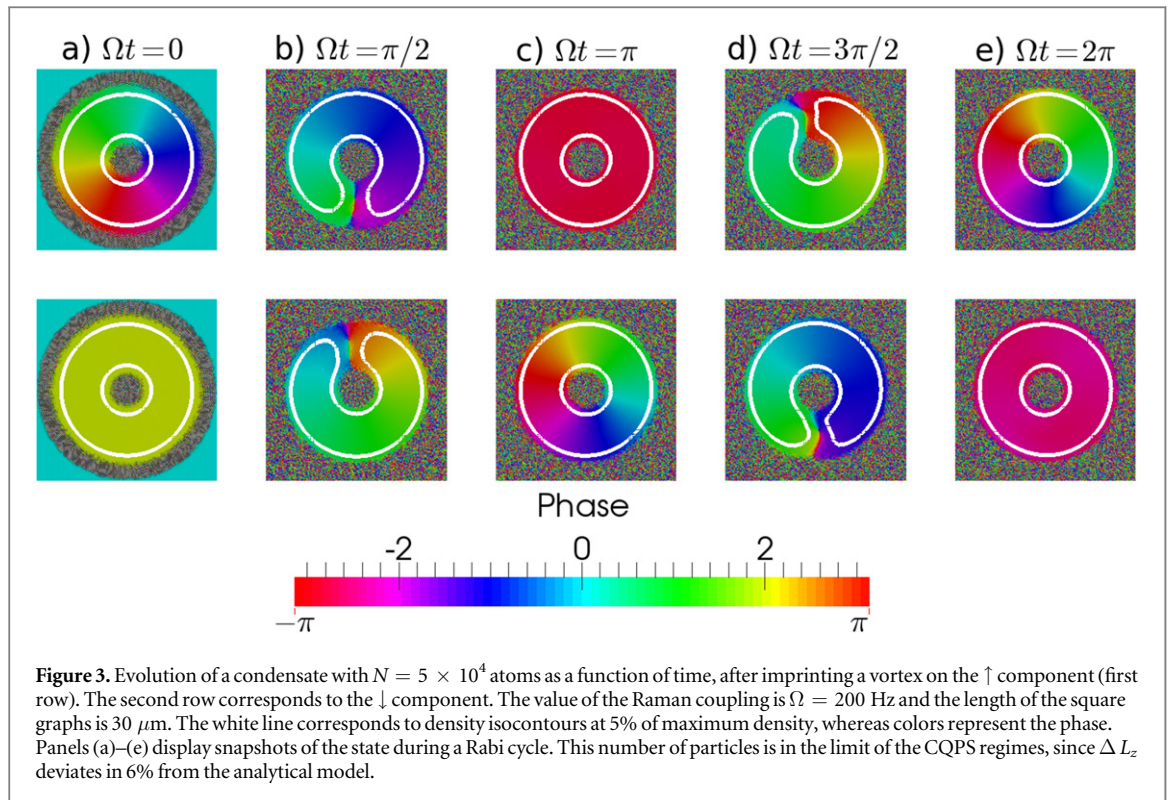 a) Ωt = 0 b) Ωt = π/2 c) Ωt = π d) Ωt = 3π/2 e) Ωt = 2π
Phase
-2 0 2
−π π
Figure 3. Evolution of a condensate with N = 5 × 10⁴ atoms as a function of time, after imprinting a vortex on the ↑ component (first
row). The second row corresponds to the ↓ component. The value of the Raman coupling is Ω = 200 Hz and the length of the square
graphs is 30 μm. The white line corresponds to density isocontours at 5% of maximum density, whereas colors represent the phase.
Panels (a)–(e) display snapshots of the state during a Rabi cycle. This number of particles is in the limit of the CQPS regimes, since Δ L_z
deviates in 6% from the analytical model.